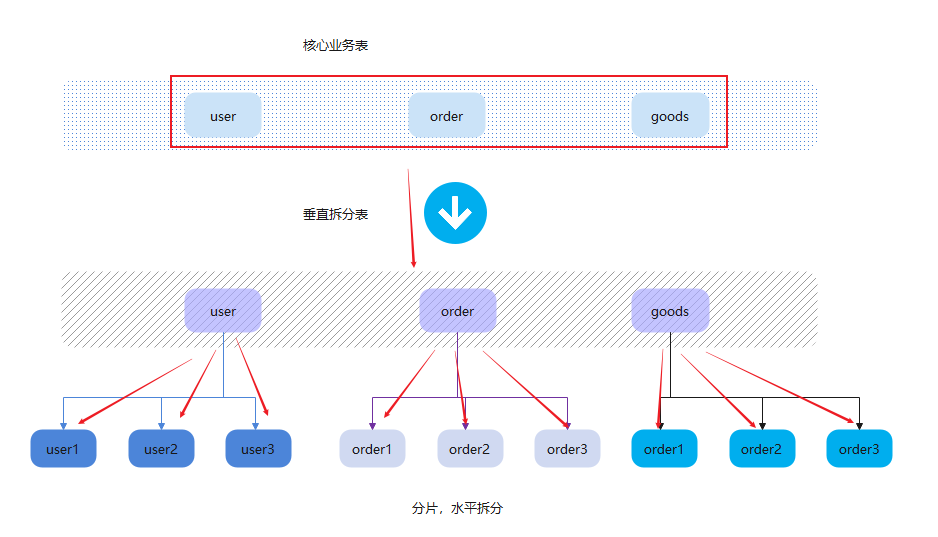 核心业务表
user
order
goods
垂直拆分表
user
order
goods
user1
user2
user3
order1
order2
order3
order1
order2
order3
分片，水平拆分